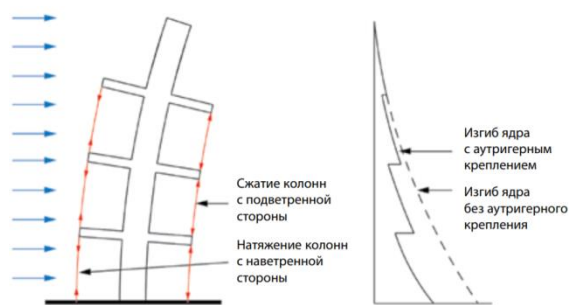 Сжатие колонн
с подветренной
стороны
Натяжение колонн
с наветренной
стороны
Изгиб ядра
с аутригерным
креплением
Изгиб ядра
без аутригерного
крепления